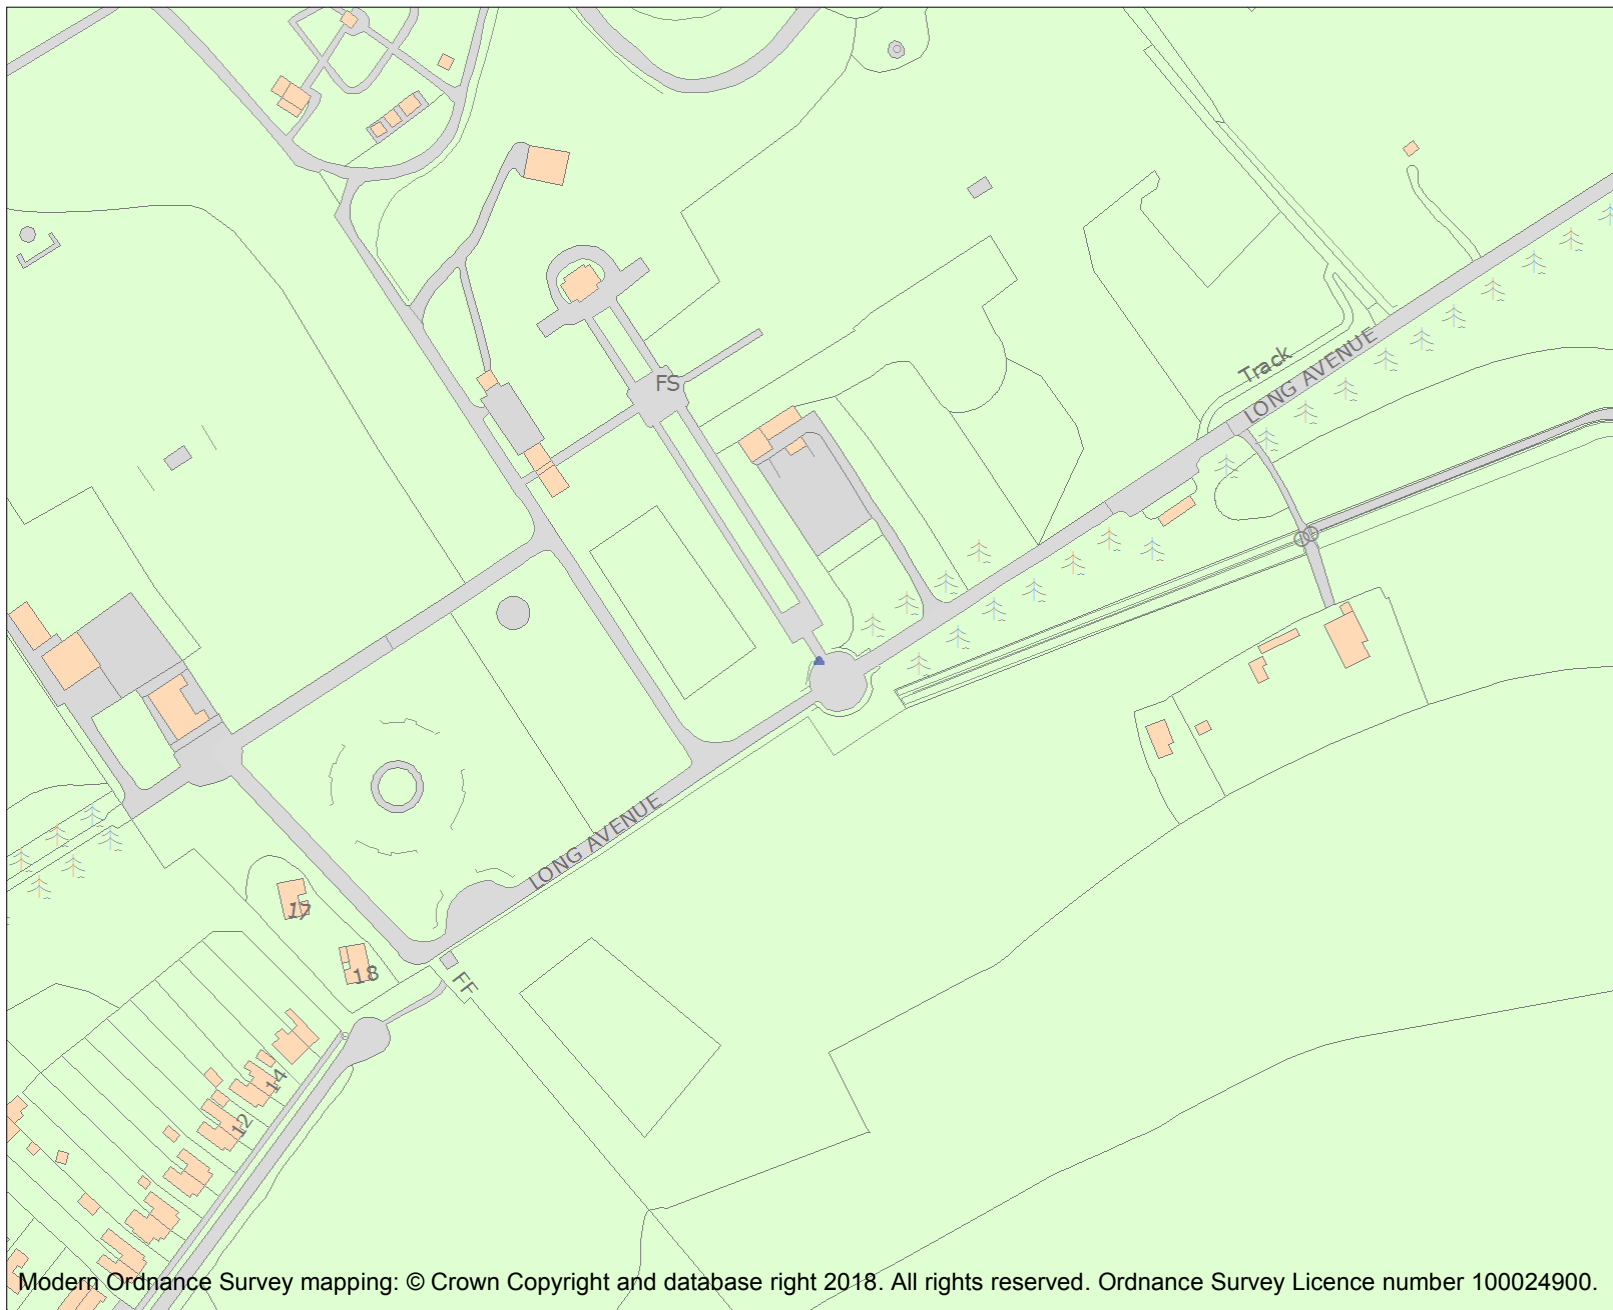 FS
Track
LONG AVENUE
LONG AVENUE
17
18
FF
14
12
Modern Ordnance Survey mapping: © Crown Copyright and database right 2018. All rights reserved. Ordnance Survey Licence number 100024900.